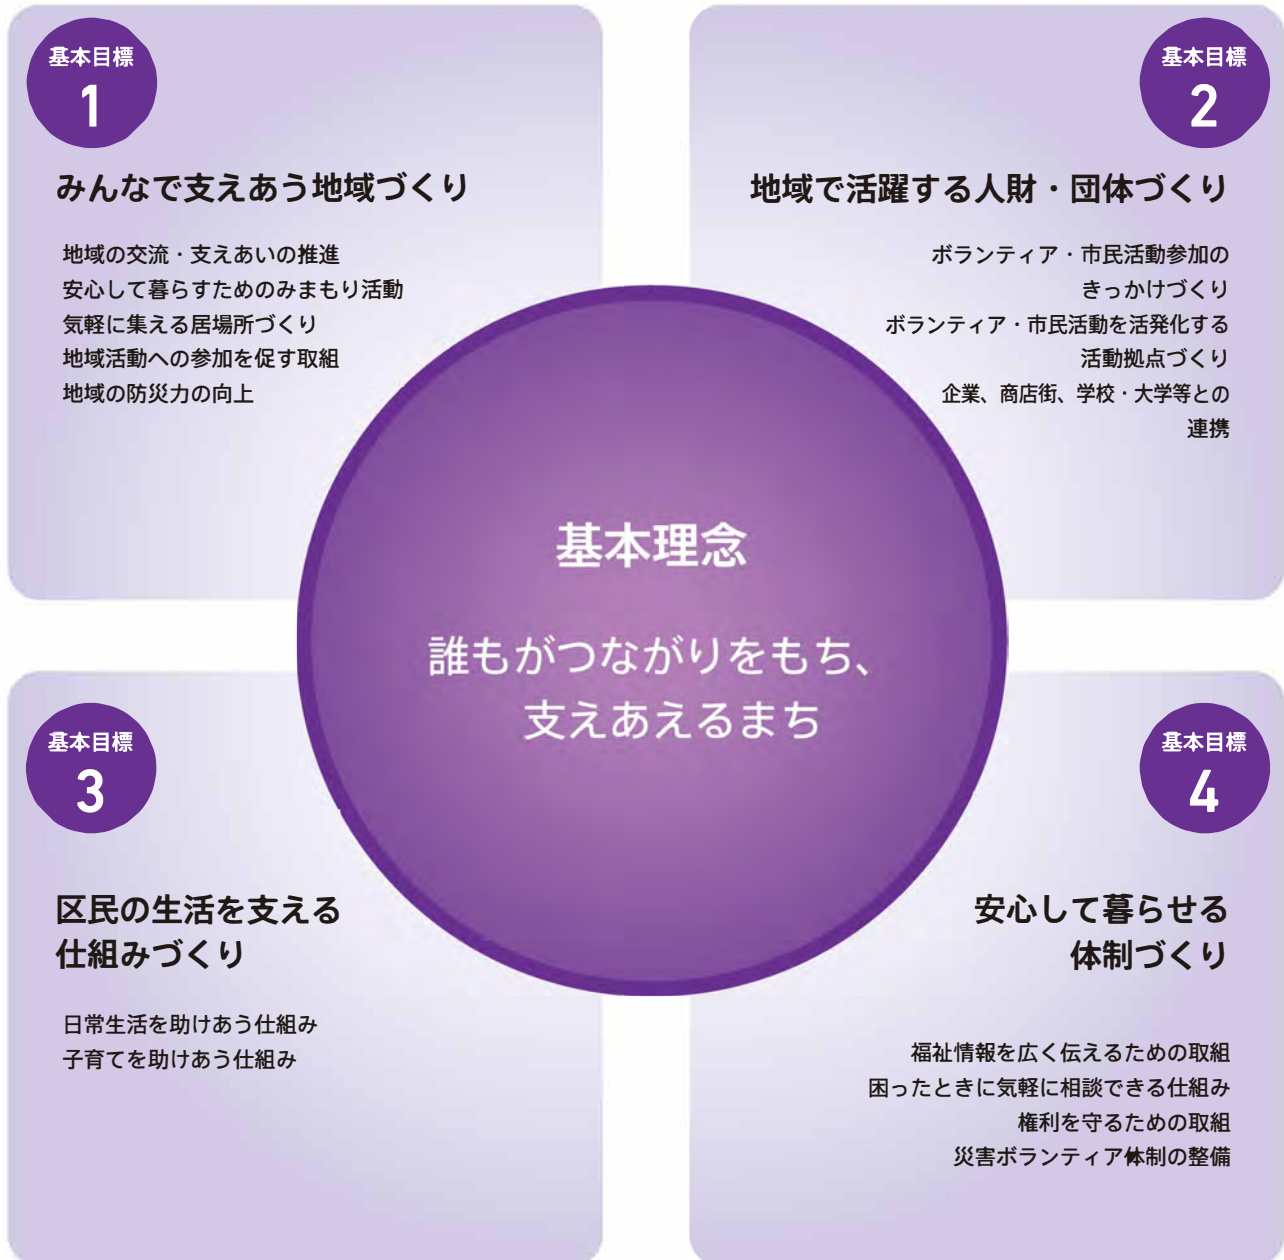 基本目標
1
みんなで支えあう地域づくり
地域の交流・支えあいの推進
安心して暮らすためのみまもり活動
気軽に集える居場所づくり
地域活動への参加を促す取組
地域の防災力の向上
基本目標
2
地域で活躍する人財・団体づくり
ボランティア・市民活動参加の
きっかけづくり
ボランティア・市民活動を活発化する
活動拠点づくり
企業、商店街、学校・大学等との
連携
基本理念
誰もがつながりをもち、
支えあえるまち
基本目標
3
区民の生活を支える
仕組みづくり
日常生活を助けあう仕組み
子育てを助けあう仕組み
基本目標
4
安心して暮らせる
体制づくり
福祉情報を広く伝えるための取組
困ったときに気軽に相談できる仕組み
権利を守るための取組
災害ボランティア体制の整備